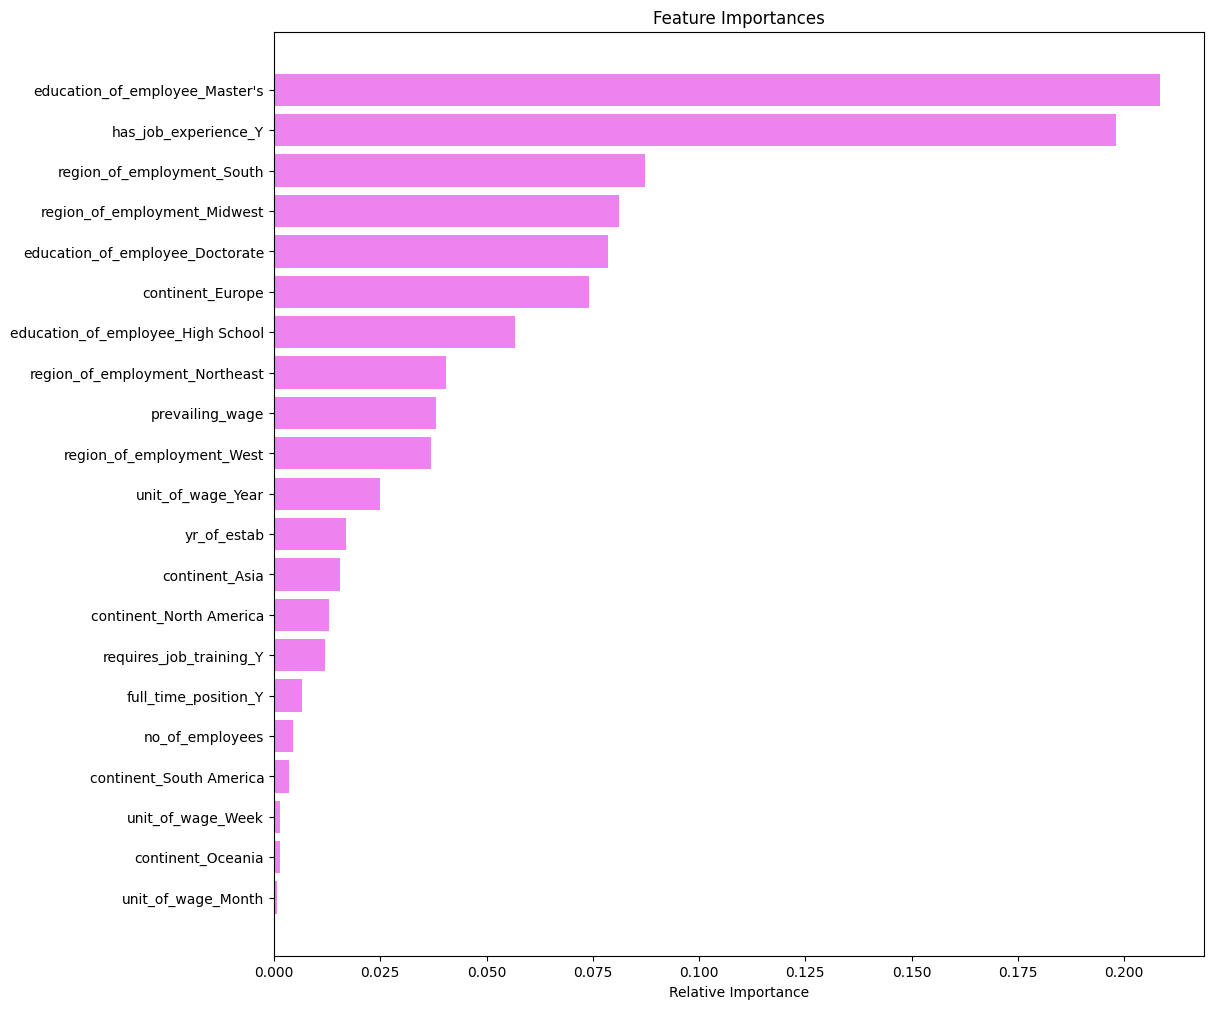 Feature Importances
education_of_employee_Master's
has_job_experience_Y
region_of_employment_South
region_of_employment_Midwest
education_of_employee_Doctorate
continent_Europe
education_of_employee_High School
region_of_employment_Northeast
prevailing_wage
region_of_employment_West
unit_of_wage_Year
yr_of_estab
continent_Asia
continent_North America
requires_job_training_Y
full_time_position_Y
no_of_employees
continent_South America
unit_of_wage_Week
continent_Oceania
unit_of_wage_Month
0.000 0.025 0.050 0.075 0.100 0.125 0.150 0.175 0.200
Relative Importance